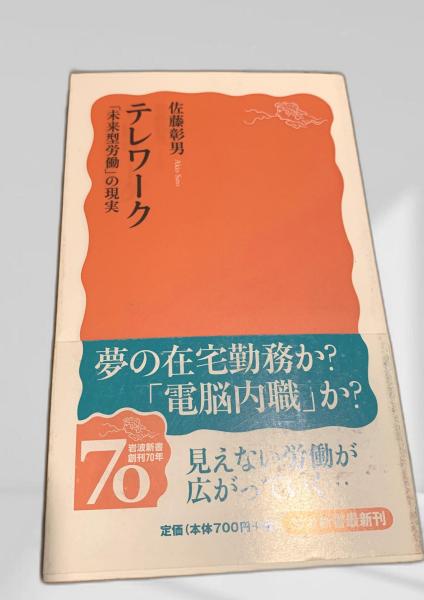 佐藤彰男
Akio Sato
テレワーク
「未来型労働」の現実
夢の在宅勤務か?
「電脳内職」か?
岩波新書
創刊70年
70
見えない労働が
広がっ
定価(本体700円+
新書最新刊